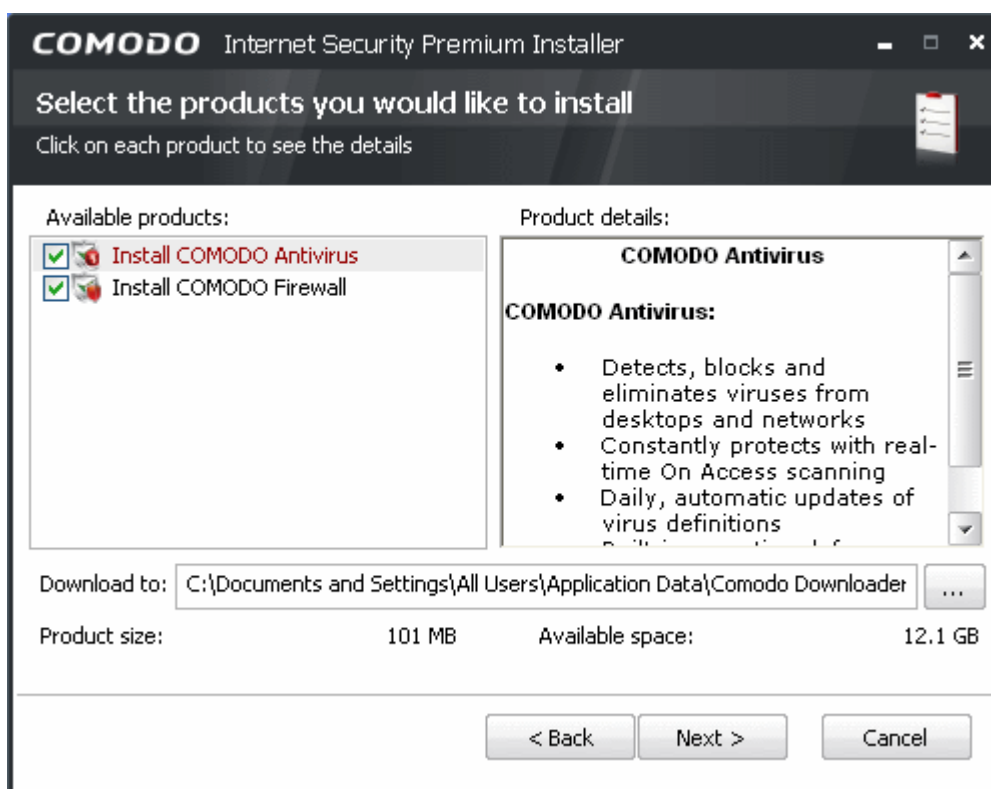 COMODO Internet Security Premium Installer
Select the products you would like to install
Click on each product to see the details
Available products:
Install COMODO Antivirus
Install COMODO Firewall
Product details:
COMODO Antivirus
COMODO Antivirus:
• Detects, blocks and
eliminates viruses from
desktops and networks
• Constantly protects with real-
time On Access scanning
• Daily, automatic updates of
virus definitions
Download to: C:\Documents and Settings\All Users\Application Data\Comodo Downloader ...
Product size: 101 MB Available space: 12.1 GB
< Back Next > Cancel